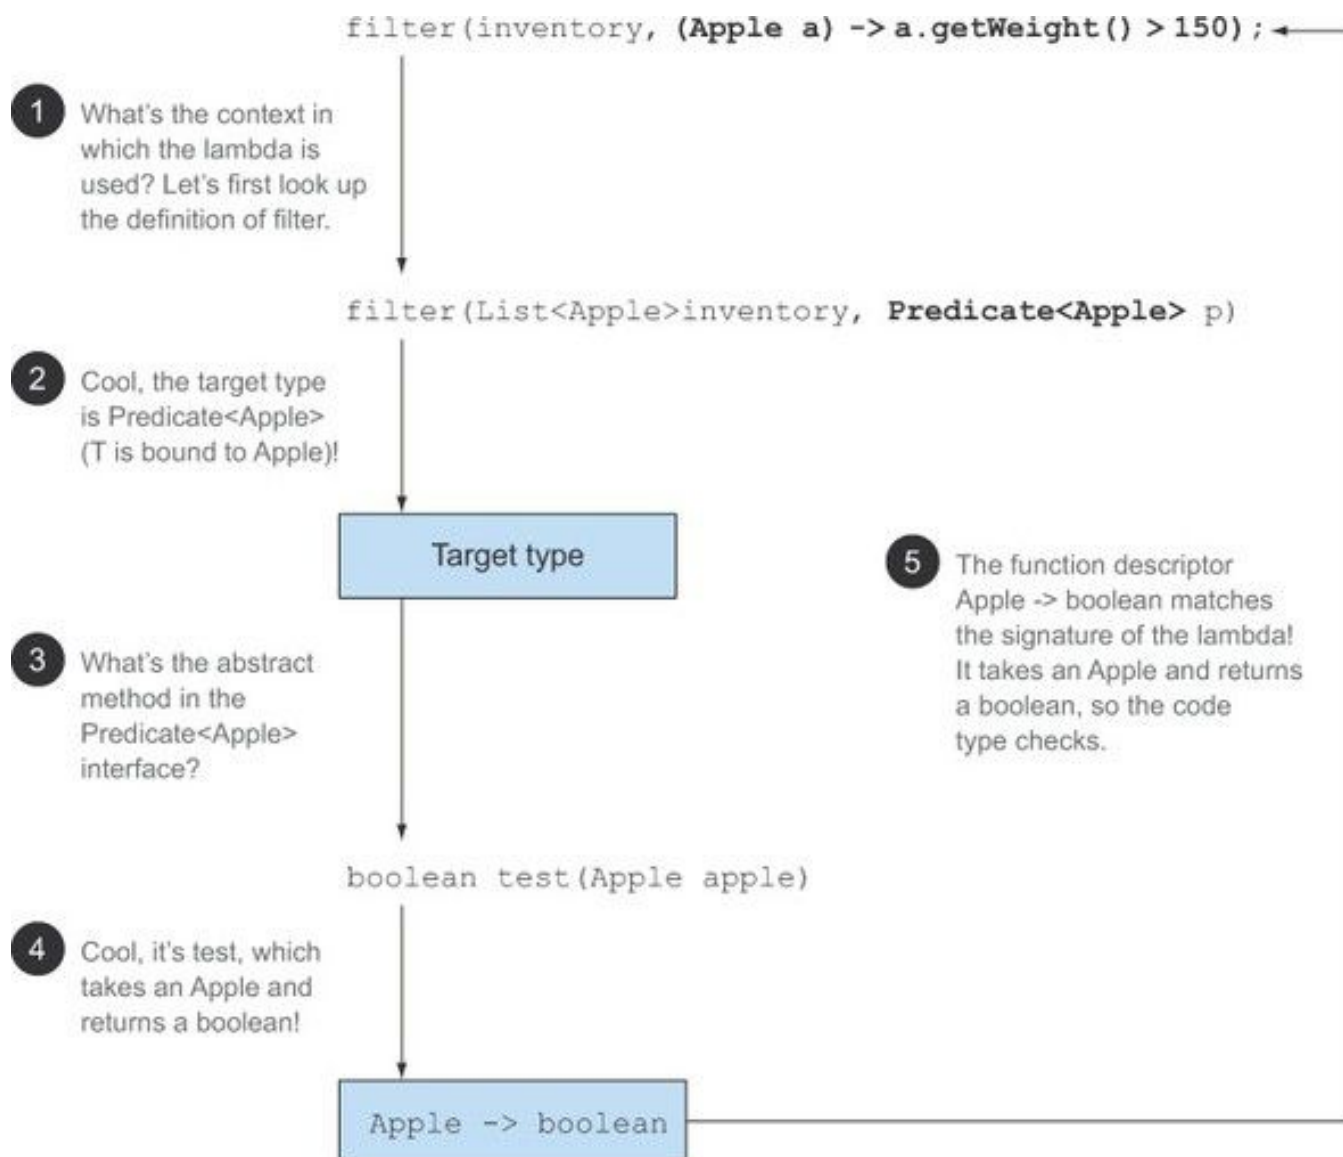 filter(inventory, (Apple a) -> a.getWeight() > 150);
1 What's the context in
which the lambda is
used? Let's first look up
the definition of filter.
filter(List<Apple>inventory, Predicate<Apple> p)
2 Cool, the target type
is Predicate<Apple>
(T is bound to Apple)!
Target type
3 What's the abstract
method in the
Predicate<Apple>
interface?
boolean test(Apple apple)
4 Cool, it's test, which
takes an Apple and
returns a boolean!
Apple -> boolean
5 The function descriptor
Apple -> boolean matches
the signature of the lambda!
It takes an Apple and returns
a boolean, so the code
type checks.